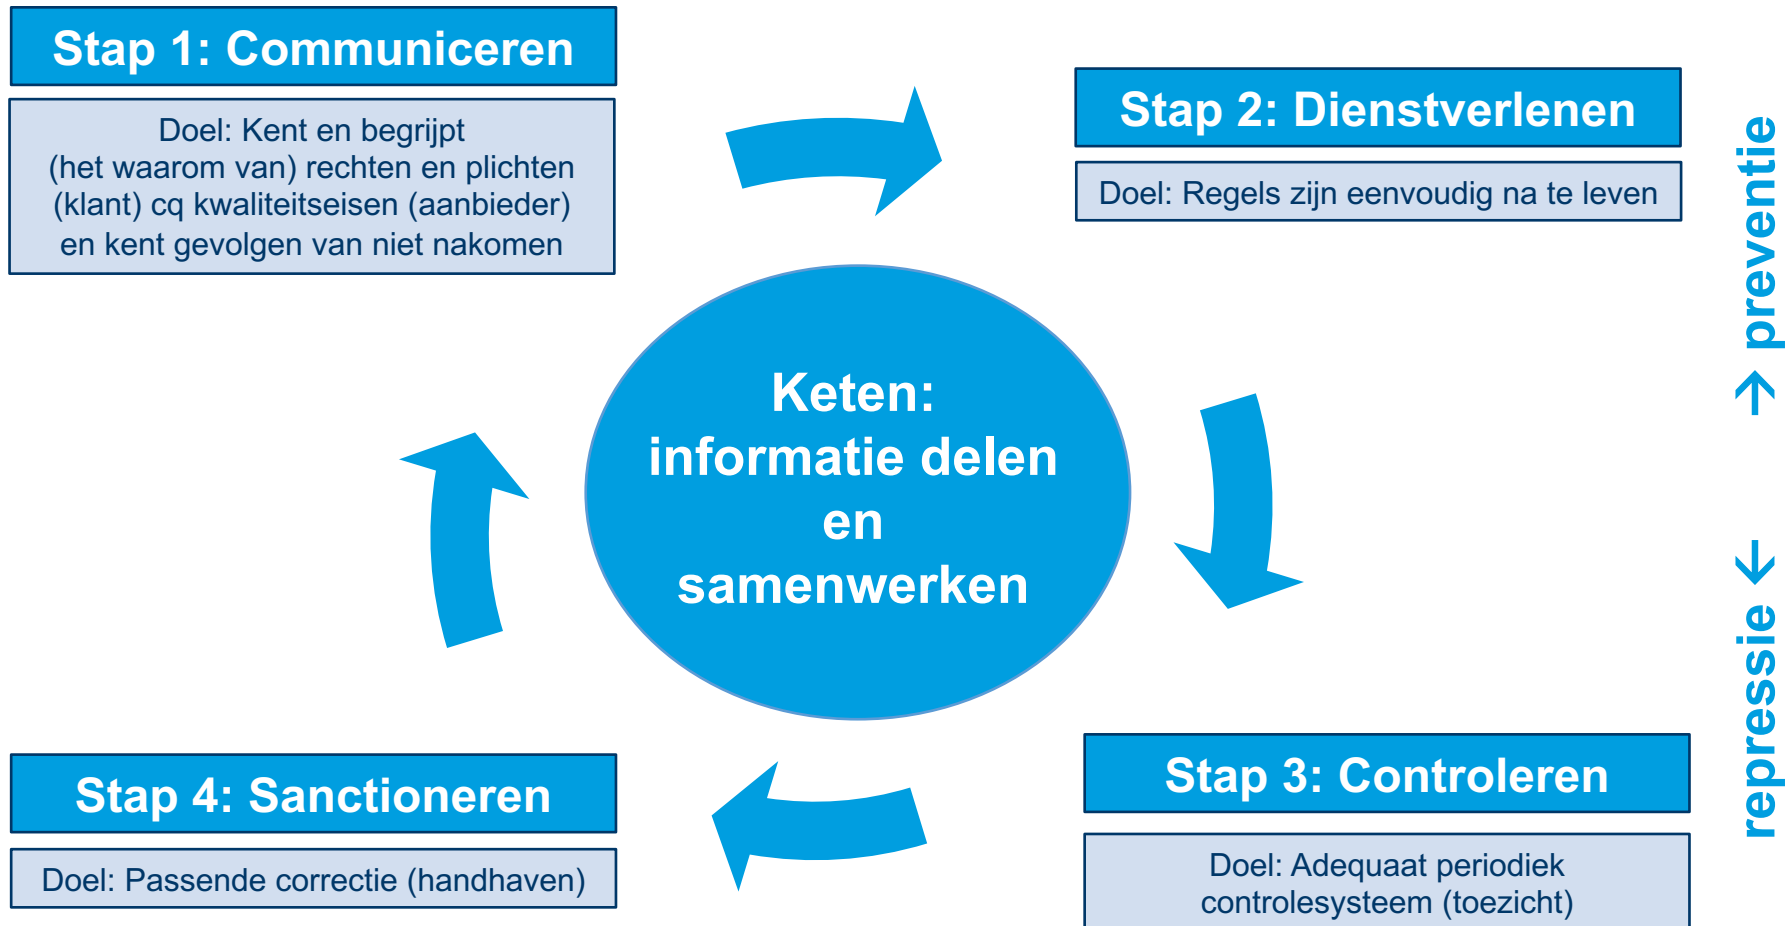 Stap 1: Communiceren
Doel: Kent en begrijpt
(het waarom van) rechten en plichten
(klant) cq kwaliteitseisen (aanbieder)
en kent gevolgen van niet nakomen
Stap 2: Dienstverlenen
Doel: Regels zijn eenvoudig na te leven
Keten:
informatie delen
en
samenwerken
Stap 3: Controleren
Doel: Adequaat periodiek
controlesysteem (toezicht)
Stap 4: Sanctioneren
Doel: Passende correctie (handhaven)
repressie ← → preventie